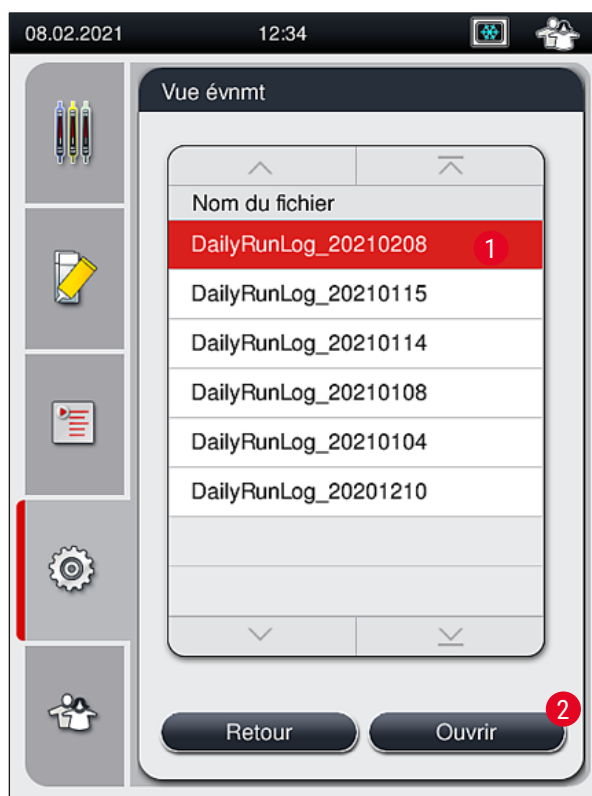 08.02.2021 12:34
Vue évnmt
Nom du fichier
DailyRunLog_20210208 1
DailyRunLog_20210115
DailyRunLog_20210114
DailyRunLog_20210108
DailyRunLog_20210104
DailyRunLog_20201210
2
Retour Ouvrir